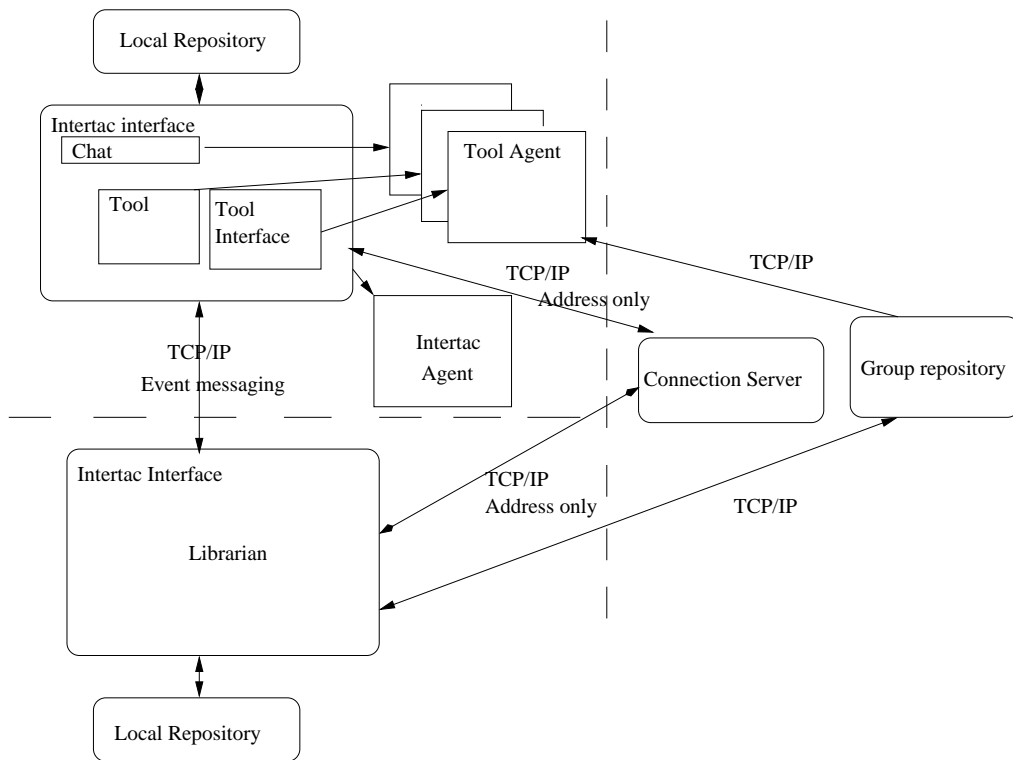 Local Repository
Intertac interface
Chat
Tool
Tool
Interface
Tool Agent
TCP/IP
Address only
TCP/IP
Intertac
Agent
TCP/IP
Event messaging
Connection Server
Group repository
Intertac Interface
Librarian
TCP/IP
Address only
TCP/IP
Local Repository